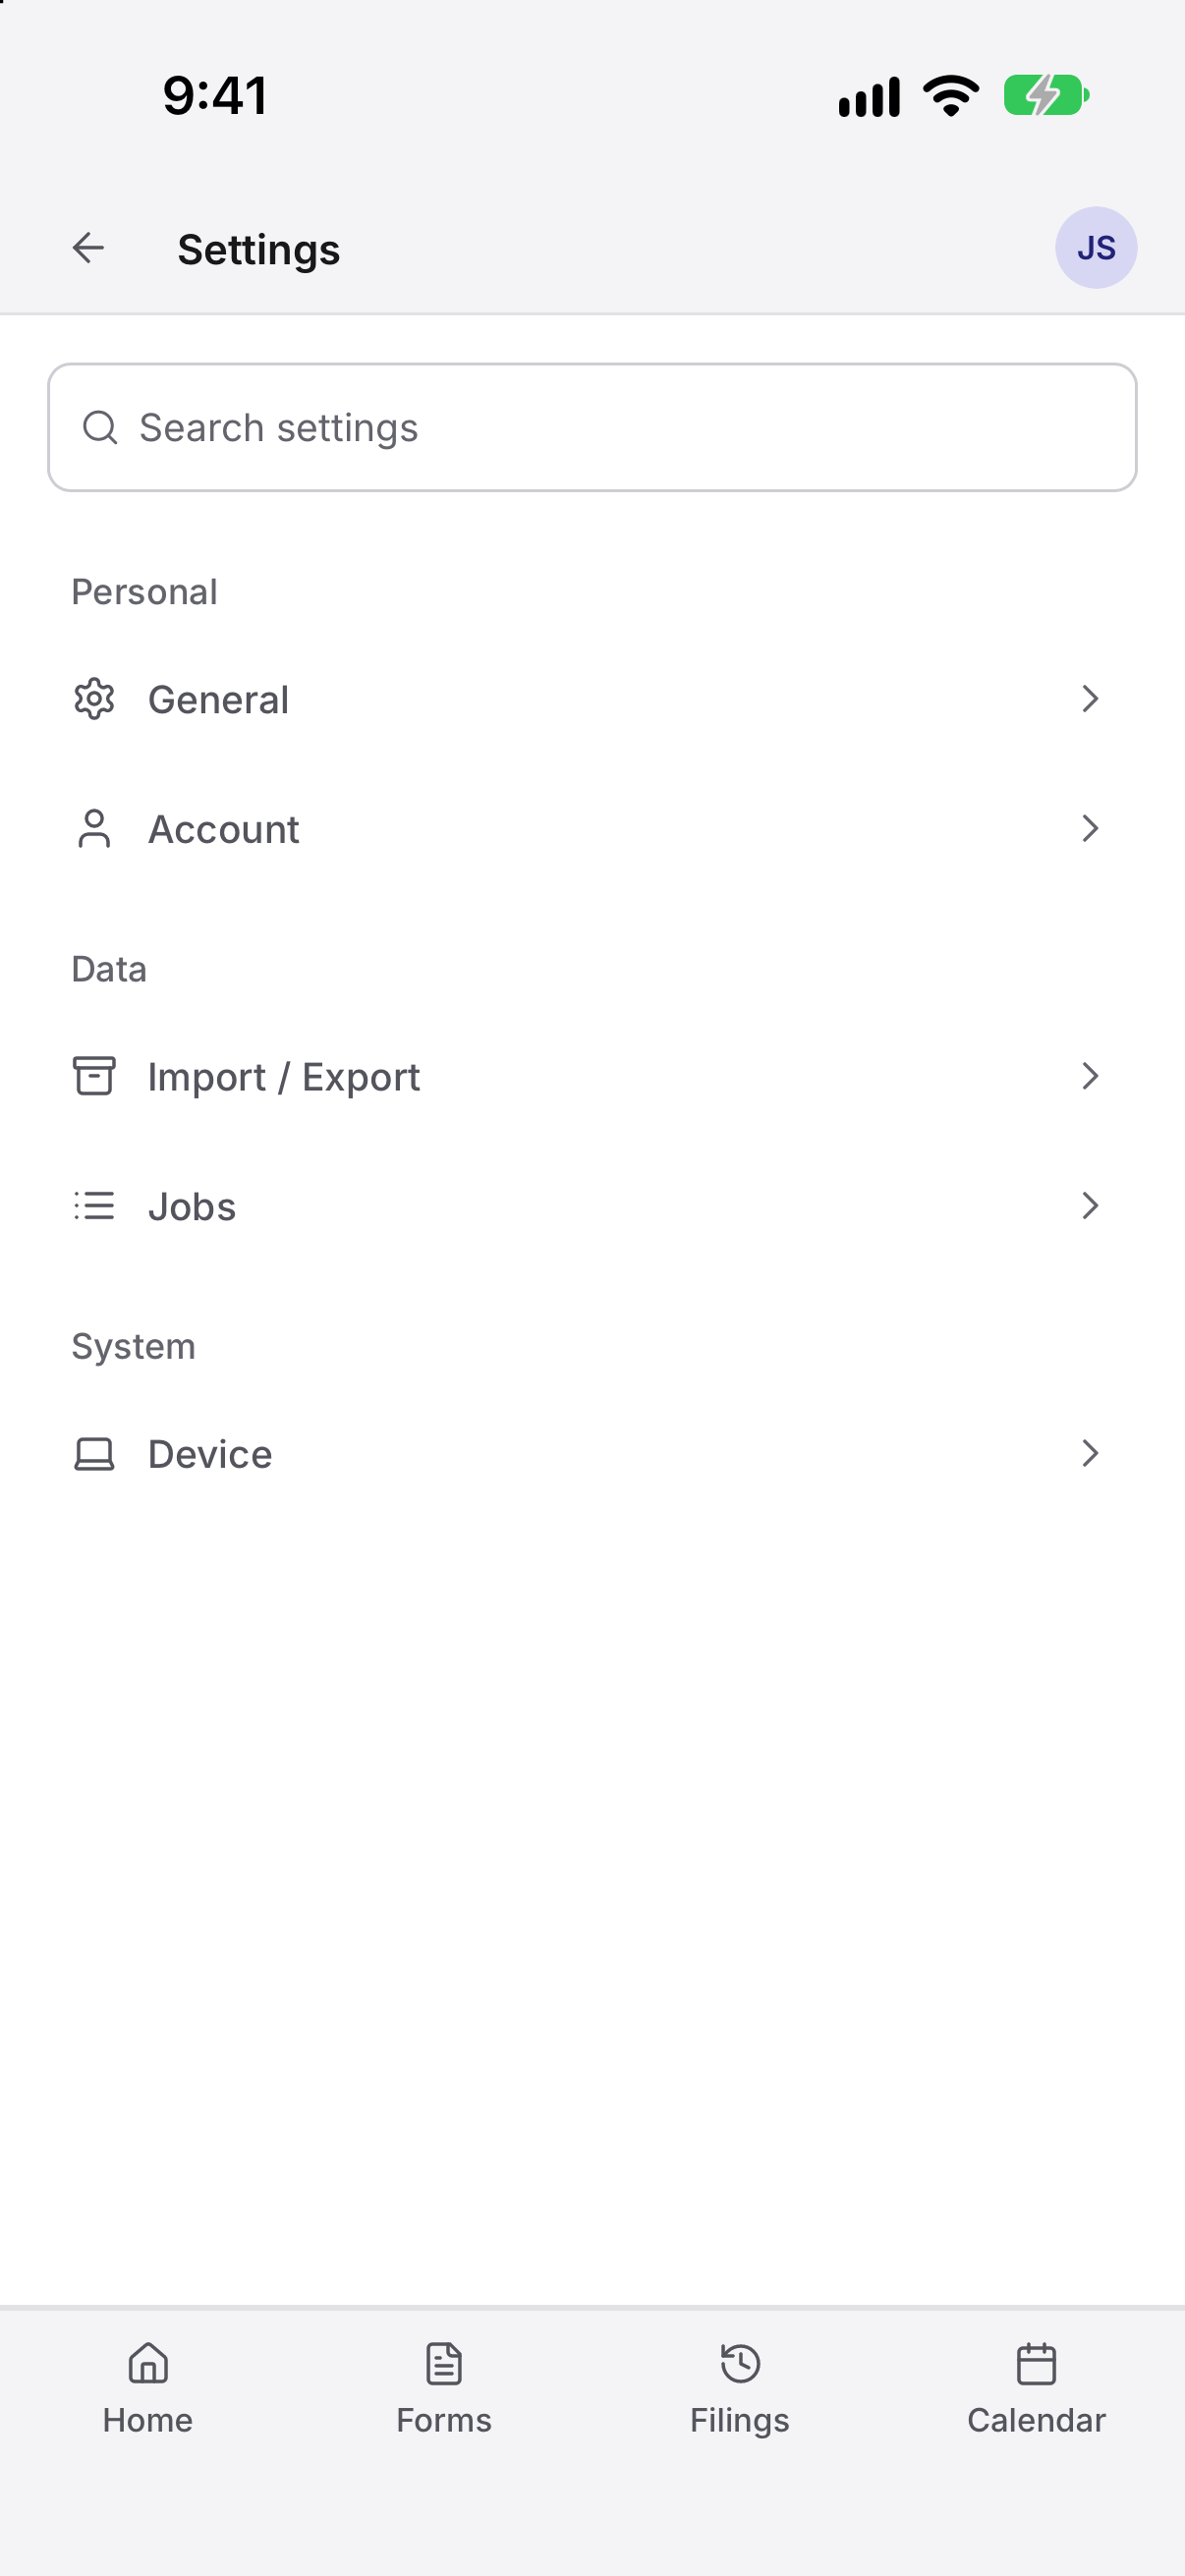 9:41
Settings
JS
Search settings
Personal
General
Account
Data
Import / Export
Jobs
System
Device
Home
Forms
Filings
Calendar